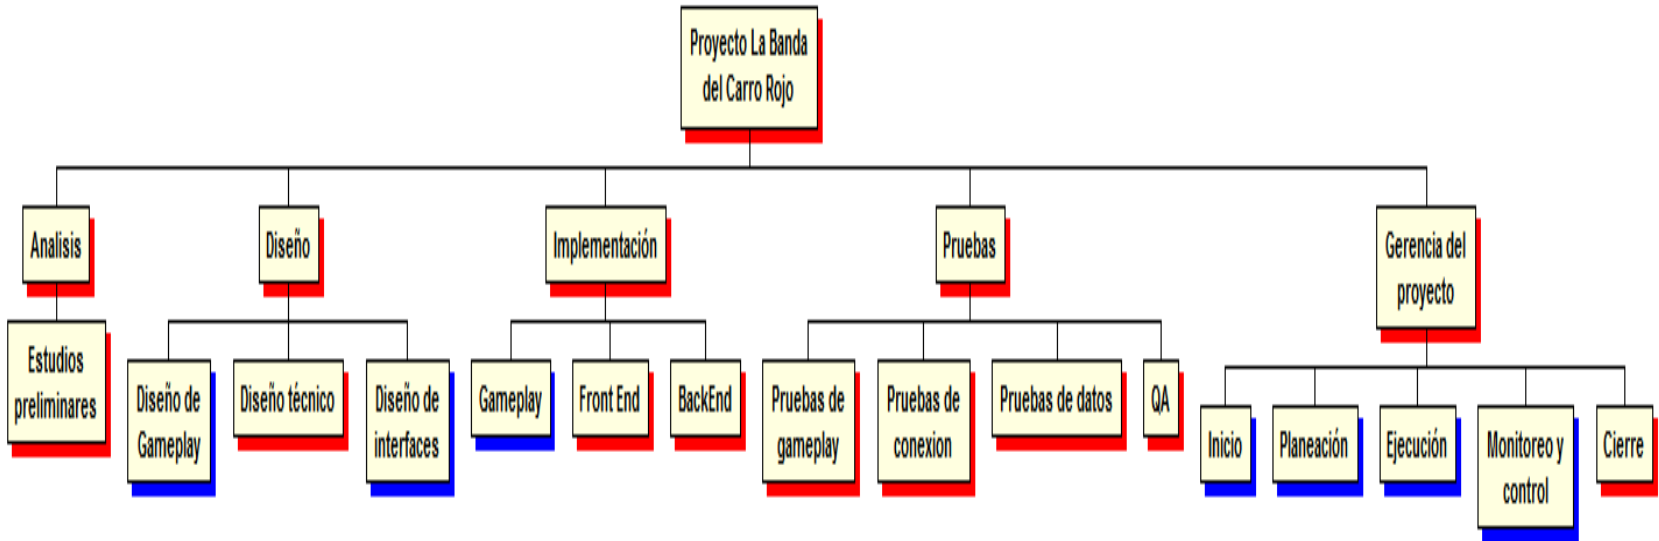 Proyecto La Banda
del Carro Rojo
Analisis
Diseño
Implementación
Pruebas
Gerencia del
proyecto
Estudios
preliminares
Diseño de
Gameplay
Diseño técnico
Diseño de
interfaces
Gameplay
Front End
BackEnd
Pruebas de
gameplay
Pruebas de
conexion
Pruebas de datos
QA
Inicio
Planeación
Ejecución
Monitoreo y
control
Cierre